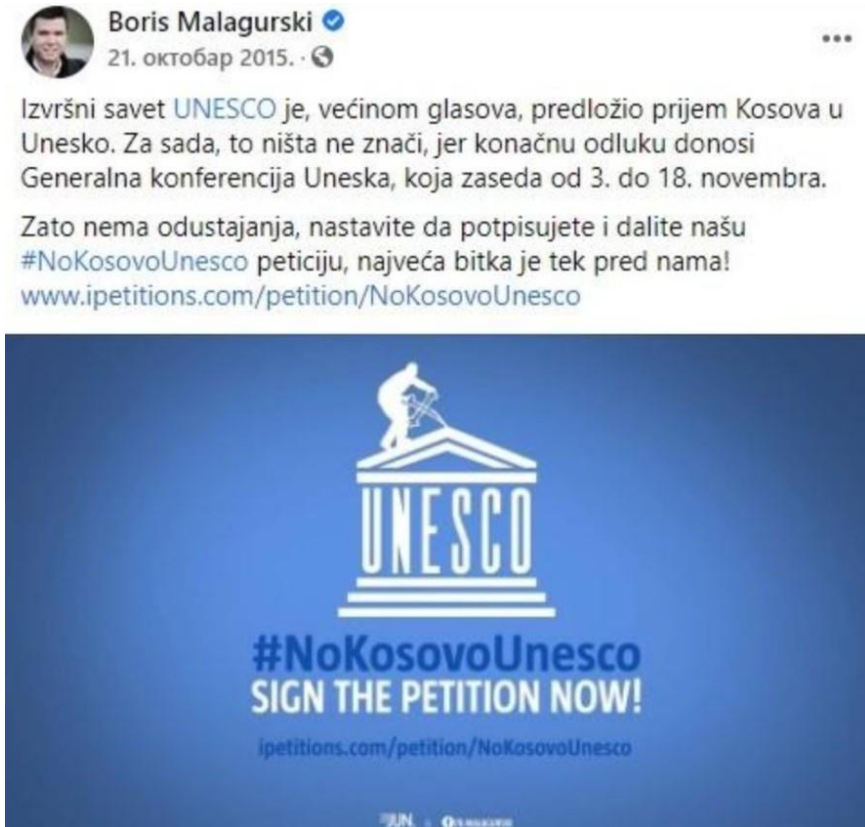 Boris Malagurski
21. октобар 2015. ·
Izvršni savet UNESCO je, većinom glasova, predložio prijem Kosova u
Unesko. Za sada, to ništa ne znači, jer konačnu odluku donosi
Generalna konferencija Uneska, koja zaseda od 3. do 18. novembra.
Zato nema odustajanja, nastavite da potpisujete i dalite našu
#NoKosovoUnesco peticiju, najveća bitka je tek pred nama!
www.ipetitions.com/petition/NoKosovoUnesco
UNESCO
#NoKosovoUnesco
SIGN THE PETITION NOW!
ipetitions.com/petition/NoKosovoUnesco